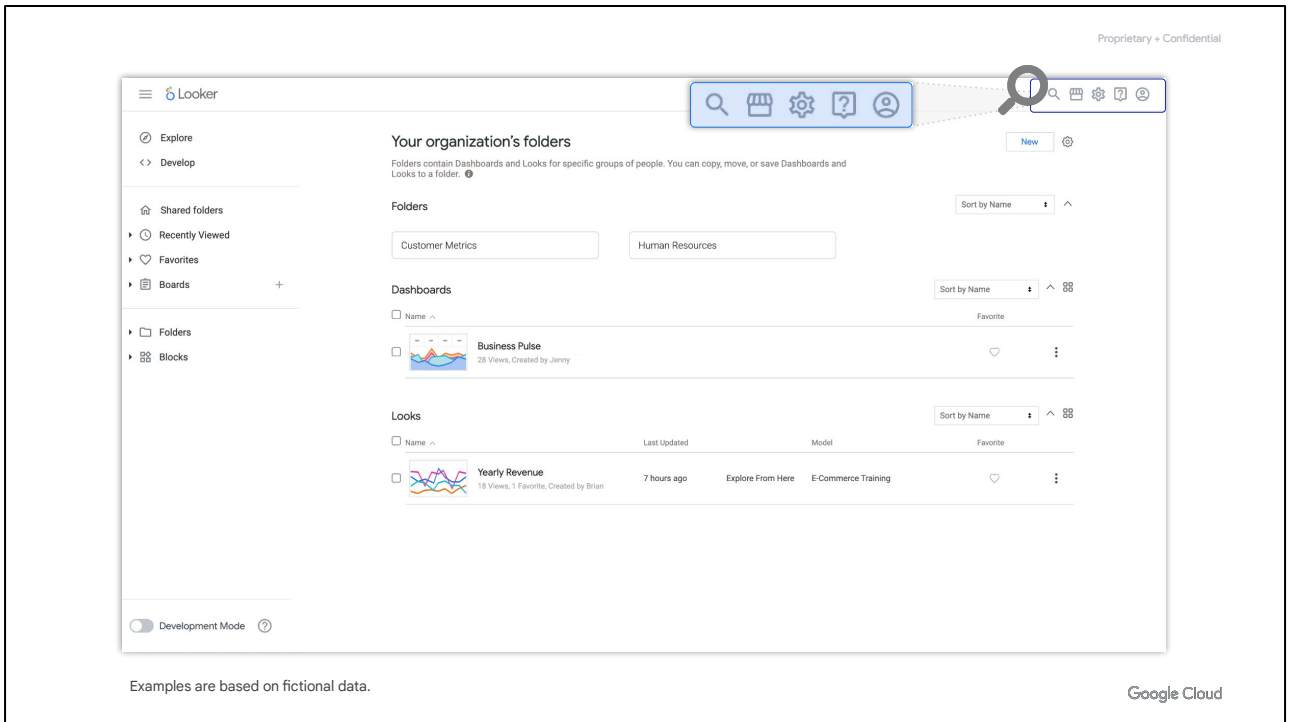 Proprietary + Confidential
Looker
Explore
Develop
Shared folders
Recently Viewed
Favorites
Boards
Folders
Blocks
Development Mode
Your organization's folders
New
Folders contain Dashboards and Looks for specific groups of people. You can copy, move, or save Dashboards and
Looks to a folder.
Folders
Sort by Name
Customer Metrics
Human Resources
Dashboards
Sort by Name
Name
Favorite
Business Pulse
28 Views, Created by Jenny
Looks
Sort by Name
Name
Last Updated
Model
Favorite
Yearly Revenue
18 Views, 1 Favorite, Created by Brian
7 hours ago
Explore From Here
E-Commerce Training
Examples are based on fictional data.
Google Cloud